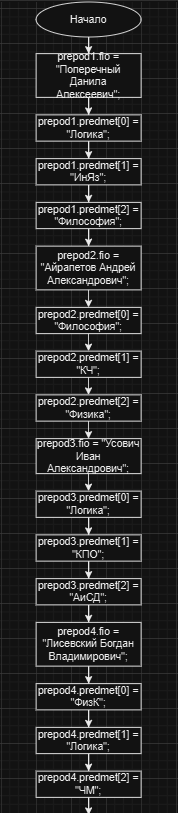 Начало
prepod1.fio =
"Поперечный
Данила
Алексеевич";
prepod1.predmet[0] =
"Логика";
prepod1.predmet[1] =
"ИнЯз";
prepod1.predmet[2] =
"Философия";
prepod2.fio =
"Айрапетов Андрей
Александрович";
prepod2.predmet[0] =
"Философия";
prepod2.predmet[1] =
"КЧ";
prepod2.predmet[2] =
"Физика";
prepod3.fio = "Усович
Иван
Александрович";
prepod3.predmet[0] =
"Логика";
prepod3.predmet[1] =
"КПО";
prepod3.predmet[2] =
"АиСД";
prepod4.fio =
"Лисевский Богдан
Владимирович";
prepod4.predmet[0] =
"ФизК";
prepod4.predmet[1] =
"Логика";
prepod4.predmet[2] =
"ЧМ";